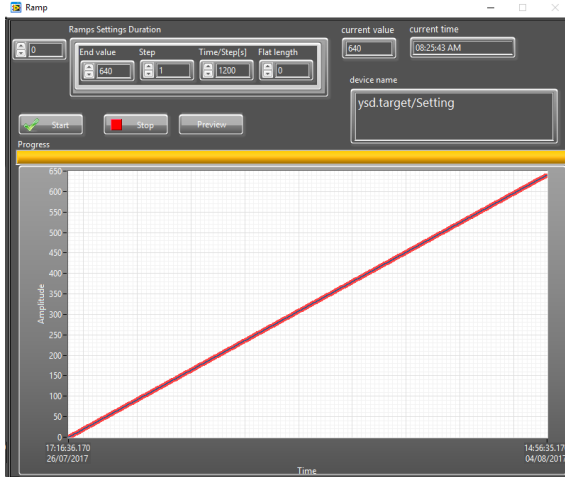 Ramp
Ramps Settings Duration
current value
current time
0
End value
Step
Time/Step[s]
Flat length
640
1
1200
0
640
08:25:43 AM
device name
ysd.target/Setting
Start
Stop
Preview
Progress
650
600
550
500
450
400
350
300
250
200
150
100
50
0
Amplitude
17:16:36.170
26/07/2017
14:56:35.17
04/08/2017
Time